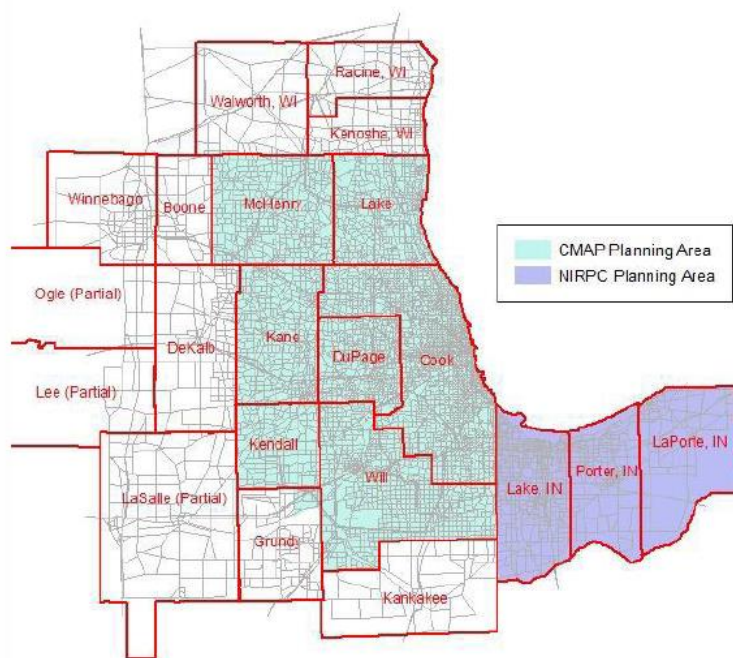 Racine, WI
Walworth, WI
Kenosha, WI
Winnebago
Boone
McHenry
Lake
CMAP Planning Area
NIRPC Planning Area
Ogle (Partial)
DeKalb
Kane
DuPage
Cook
Lee (Partial)
Kendall
LaSalle (Partial)
Will
Grundy
Kankakee
Lake, IN
Porter, IN
LaPorte, IN